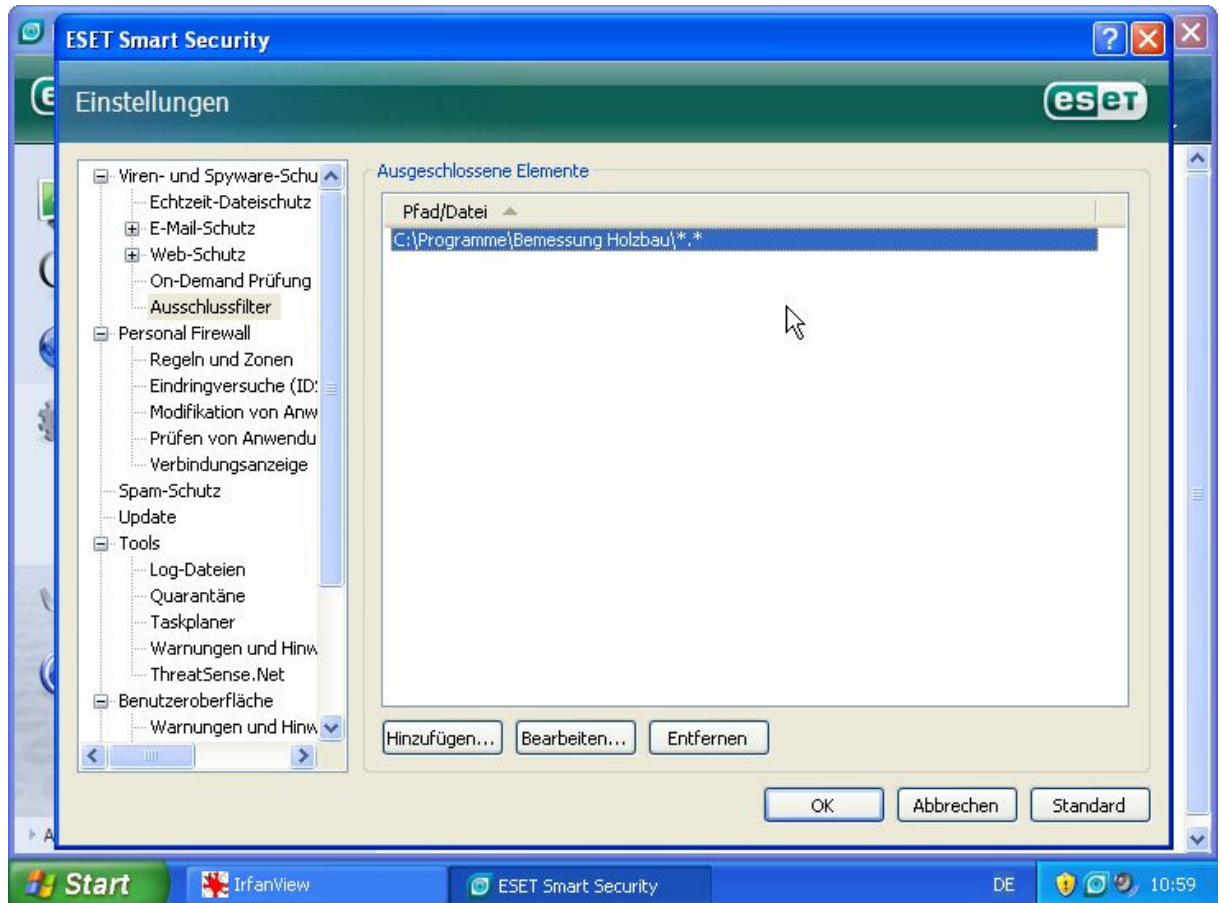 ESET Smart Security
Einstellungen
eset
Viren- und Spyware-Schu
Echtzeit-Dateischutz
E-Mail-Schutz
Web-Schutz
On-Demand Prüfung
Ausschlussfilter
Personal Firewall
Regeln und Zonen
Eindringversuche (ID
Modifikation von Anw
Prüfen von Anwendu
Verbindungsanzeige
Spam-Schutz
Update
Tools
Log-Dateien
Quarantäne
Taskplaner
Warnungen und Hinw
ThreatSense.Net
Benutzeroberfläche
Warnungen und Hinw
Ausgeschlossene Elemente
Pfad/Datei
C:\Programme\Bemessung Holzbau\*.*
Hinzufügen...
Bearbeiten...
Entfernen
OK
Abbrechen
Standard
A
Start
IrfanView
ESET Smart Security
DE
10:59